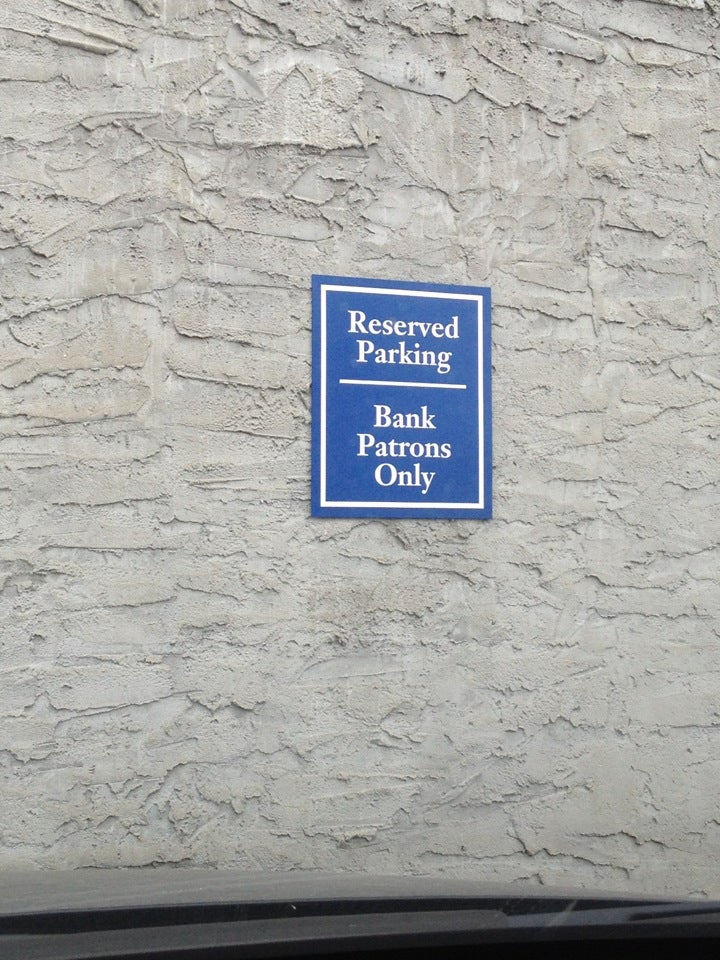 Reserved
Parking
Bank
Patrons
Only